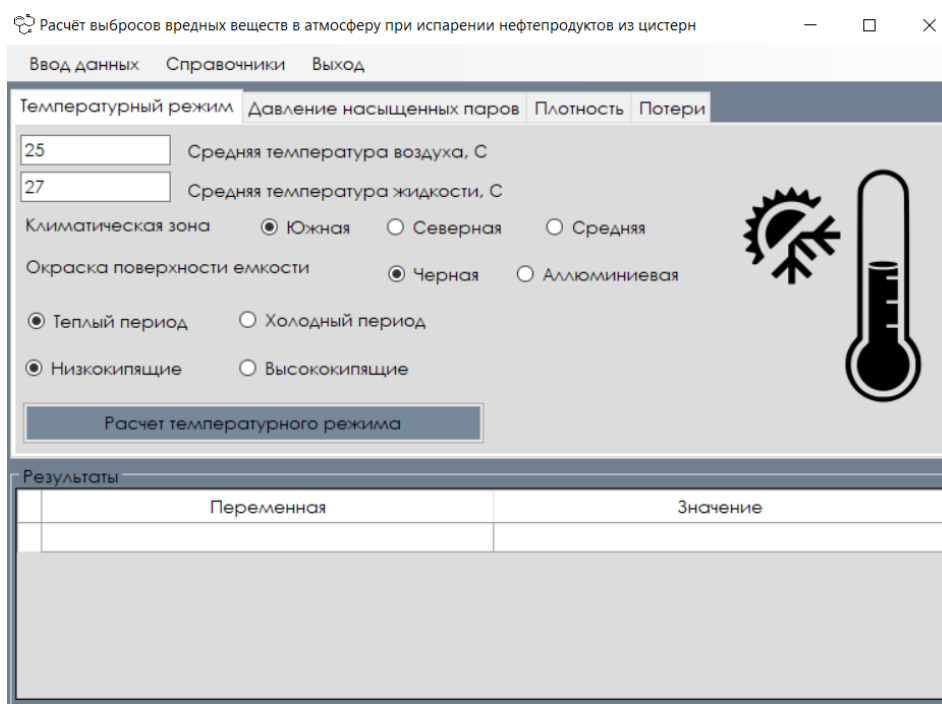 Расчёт выбросов вредных веществ в атмосферу при испарении нефтепродуктов из цистерн
Ввод данных Справочники Выход
Температурный режим Давление насыщенных паров Плотность Потери
25 Средняя температура воздуха, С
27 Средняя температура жидкости, С
Климатическая зона Южная Северная Средняя
Окраска поверхности емкости Черная Аллюминиевая
Теплый период Холодный период
Низкокипящие Высококипящие
Расчет температурного режима
Результаты
Переменная Значение